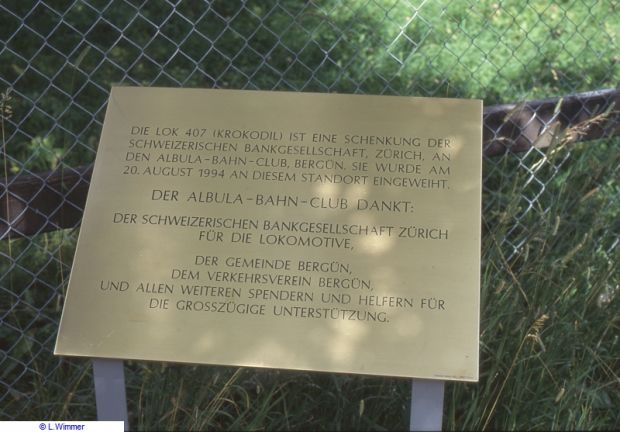 DIE LOK 407 (KROKODIL) IST EINE SCHENKUNG DER
SCHWEIZERISCHEN BANKGESELLSCHAFT, ZÜRICH, AN
DEN ALBULA-BAHN-CLUB, BERGÜN. SIE WURDE AM
20. AUGUST 1994 AN DIESEM STANDORT EINGEWEIHT.
DER ALBULA-BAHN-CLUB DANKT:
DER SCHWEIZERISCHEN BANKGESELLSCHAFT ZÜRICH
FÜR DIE LOKOMOTIVE,
DER GEMEINDE BERGÜN,
DEM VERKEHRSVEREIN BERGÜN,
UND ALLEN WEITEREN SPENDERN UND HELFERN FÜR
DIE GROSSZÜGIGE UNTERSTÜTZUNG.
© L.Wimmer